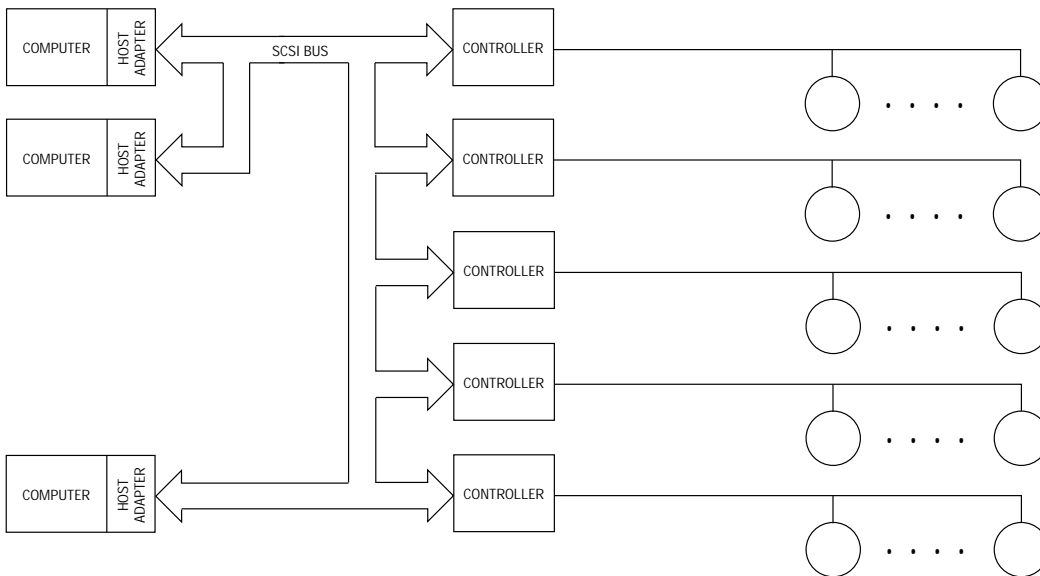 COMPUTER
HOST
ADAPTER
SCSI BUS
CONTROLLER
COMPUTER
HOST
ADAPTER
CONTROLLER
CONTROLLER
CONTROLLER
COMPUTER
HOST
ADAPTER
CONTROLLER